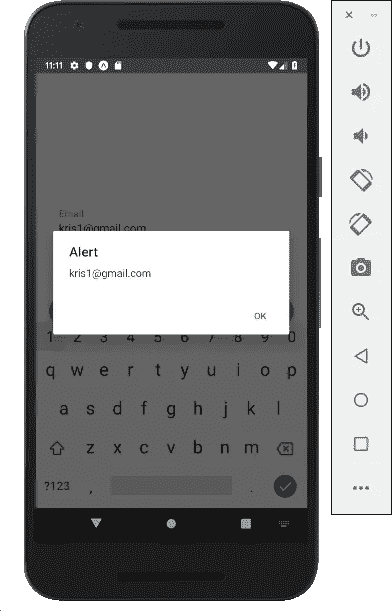 11:11
Email
kris1@gmail.com
Alert
kris1@gmail.com
OK
1 2 3 4 5 6 7 8 9 0
q w e r t y u i o p
a s d f g h j k l
z x c v b n m
?123 , .